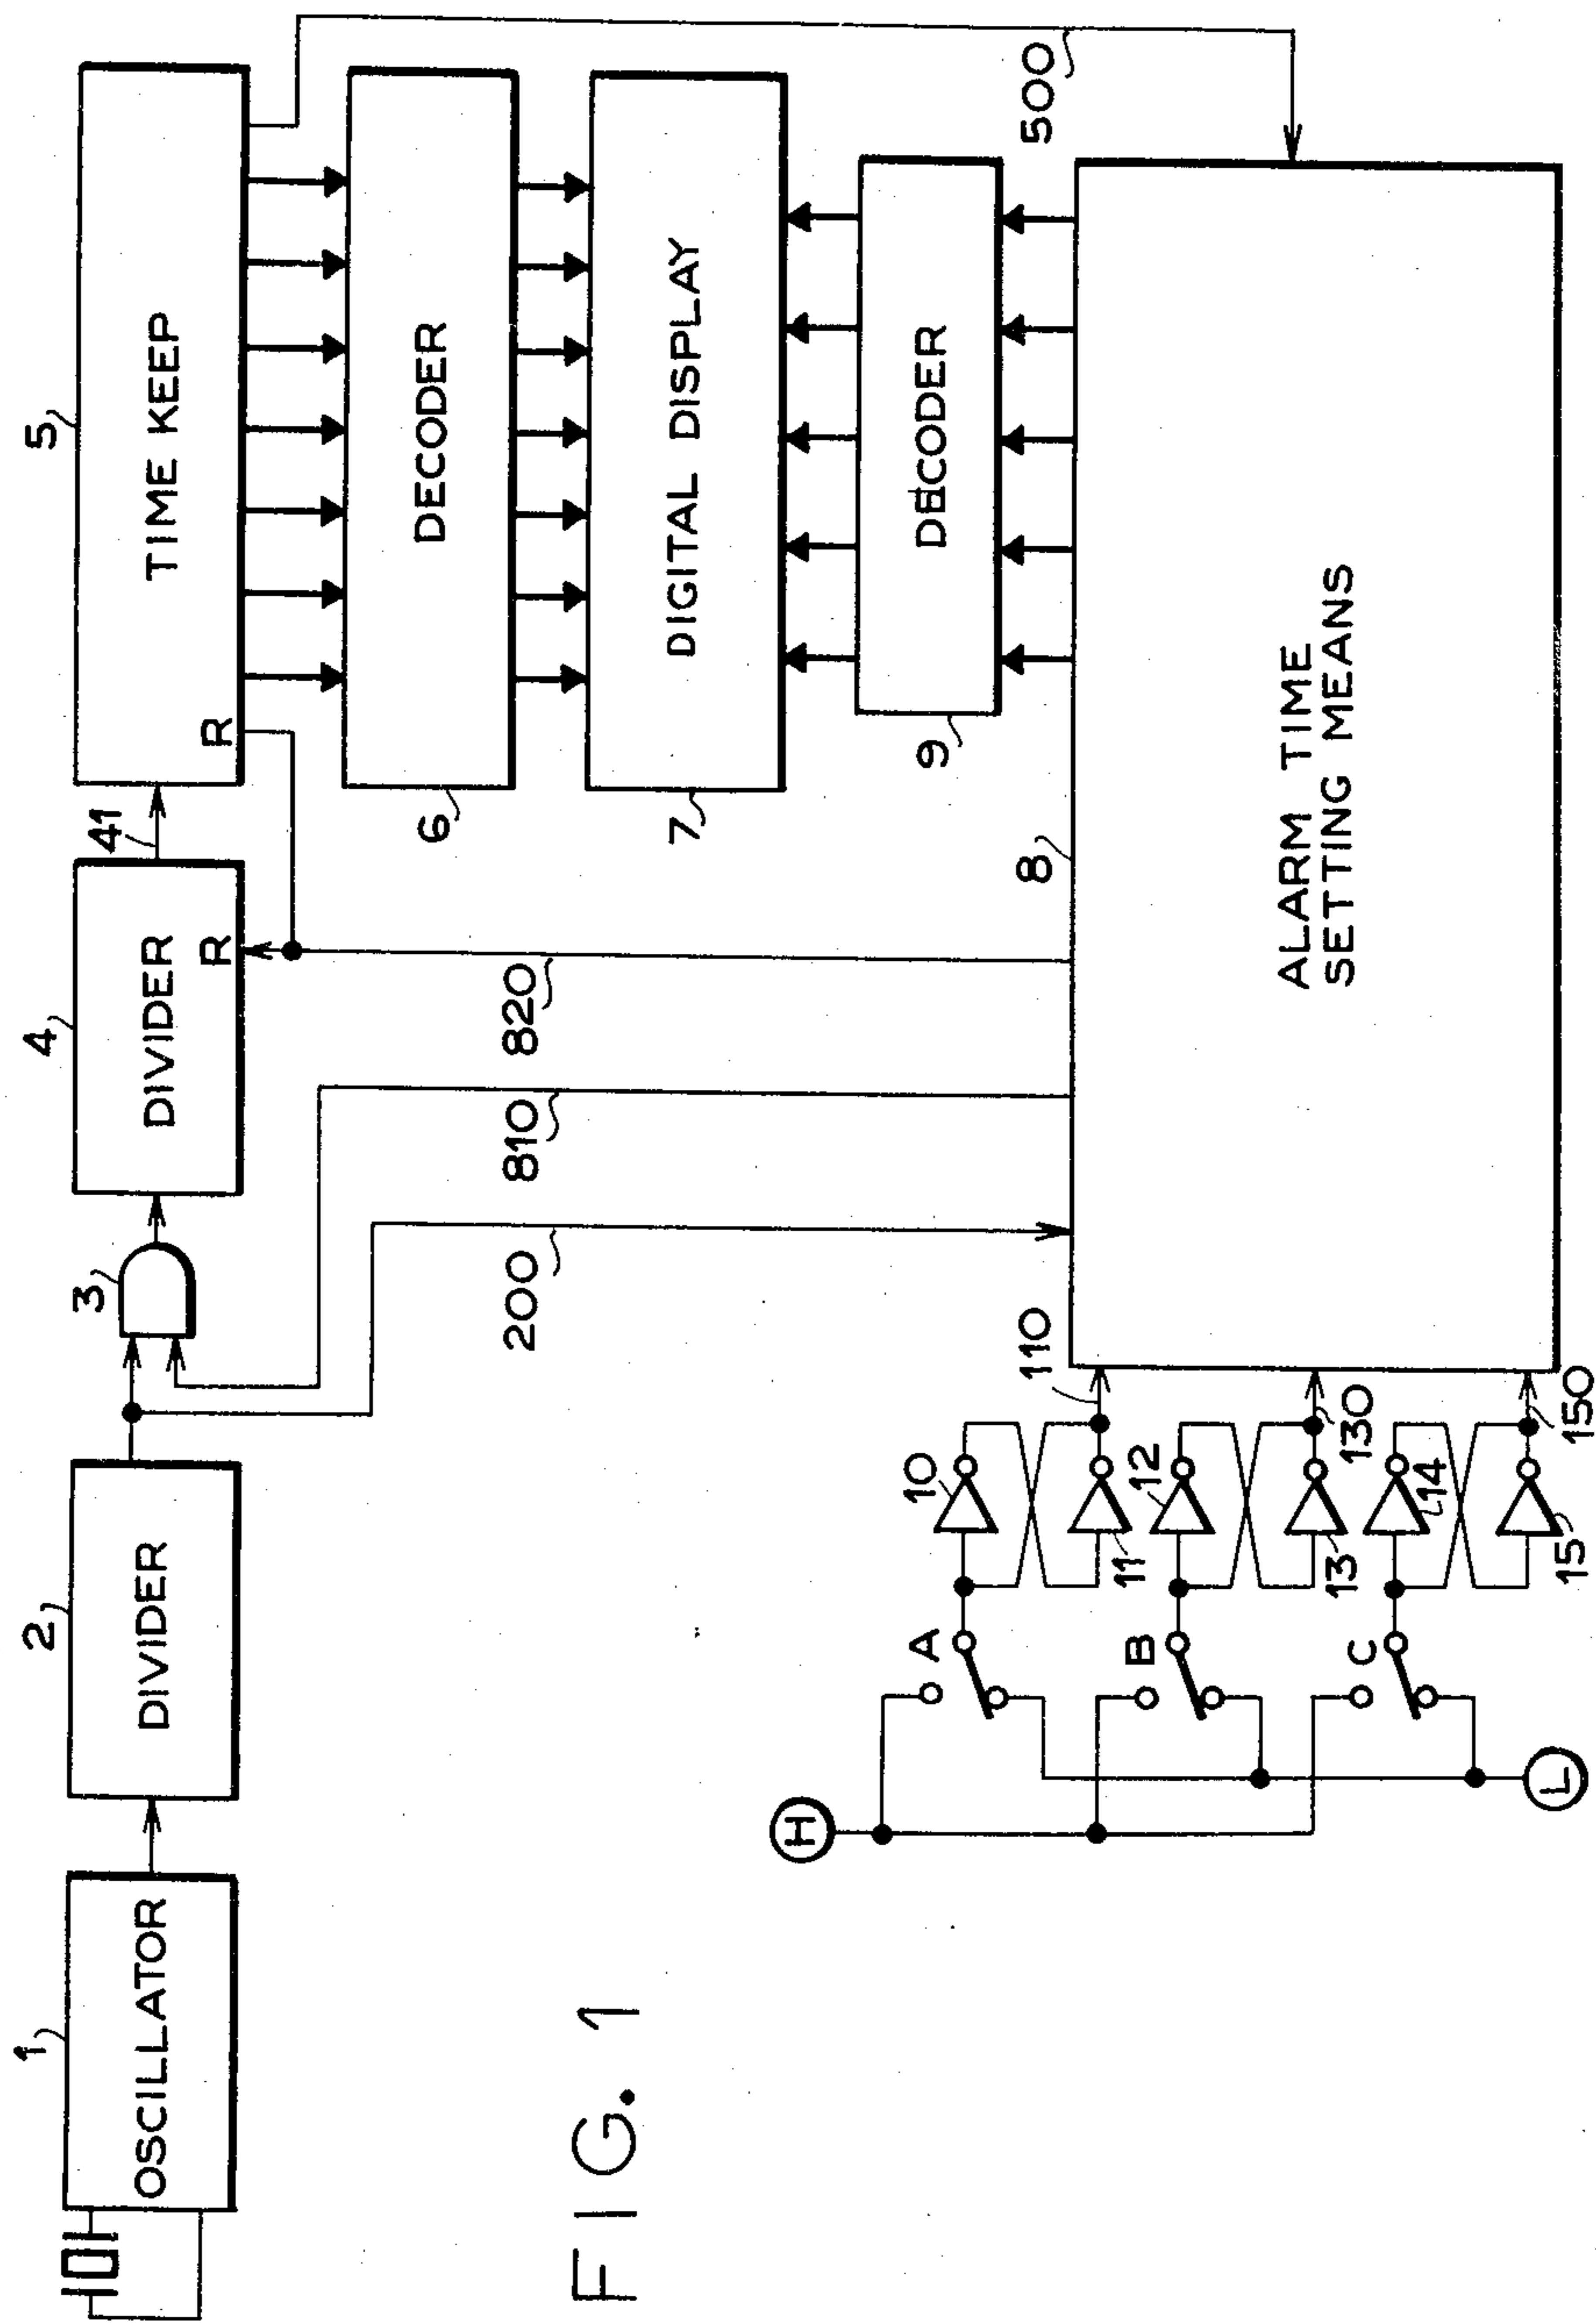 1
OSCILLATOR
2
DIVIDER
3
4
DIVIDER
R
41
5
TIME KEEP
R
6
DECODER
7
DIGITAL DISPLAY
9
DECODER
500
200
810
820
8
ALARM TIME
SETTING MEANS
H
L
A
B
C
10
11
12
13
14
15
110
130
150
FIG. 1